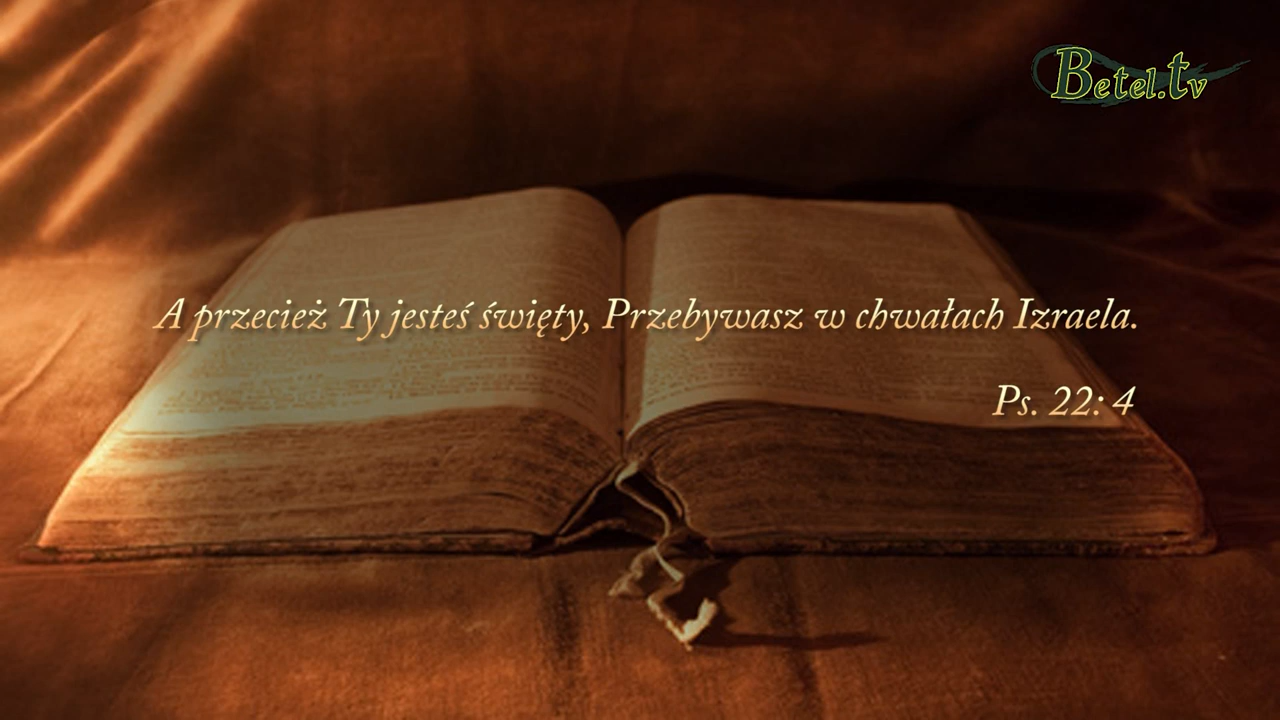 Betel.tv
A przecież Ty jesteś święty, Przebywasz w chwałach Izraela.
Ps. 22: 4